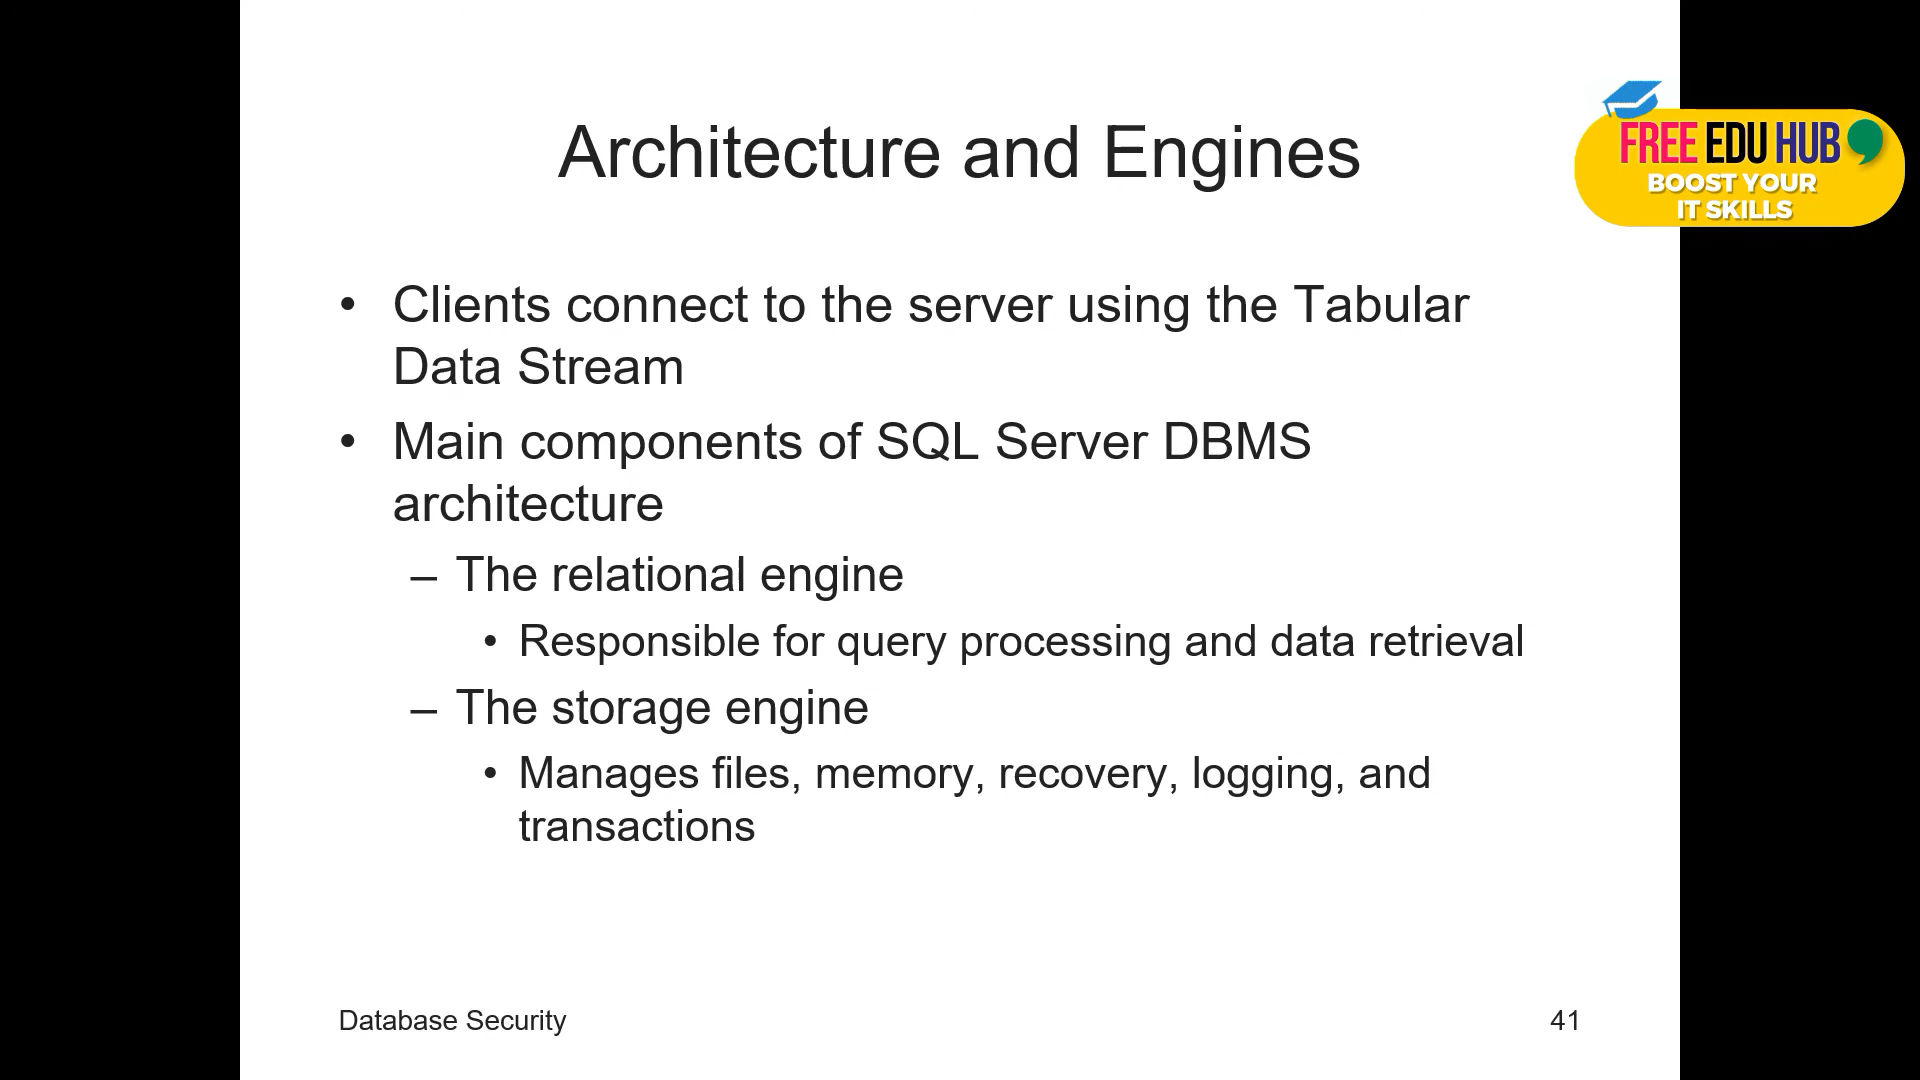 Architecture and Engines
FREE EDU HUB
BOOST YOUR
IT SKILLS
• Clients connect to the server using the Tabular
Data Stream
• Main components of SQL Server DBMS
architecture
– The relational engine
• Responsible for query processing and data retrieval
– The storage engine
• Manages files, memory, recovery, logging, and
transactions
Database Security
41